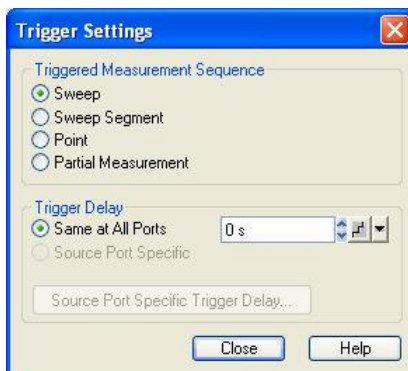 Trigger Settings
Triggered Measurement Sequence
Sweep
Sweep Segment
Point
Partial Measurement
Trigger Delay
Same at All Ports 0 s
Source Port Specific
Source Port Specific Trigger Delay...
Close Help